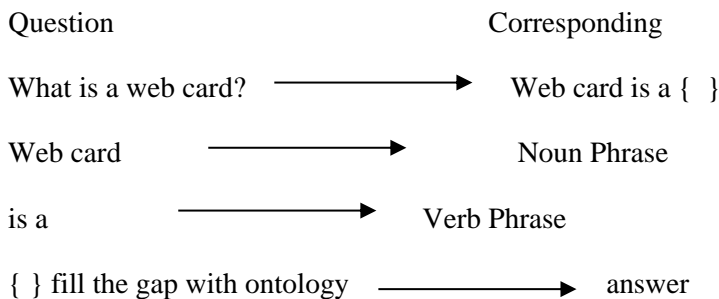 Question Corresponding
What is a web card? Web card is a { }
Web card Noun Phrase
is a Verb Phrase
{ } fill the gap with ontology answer